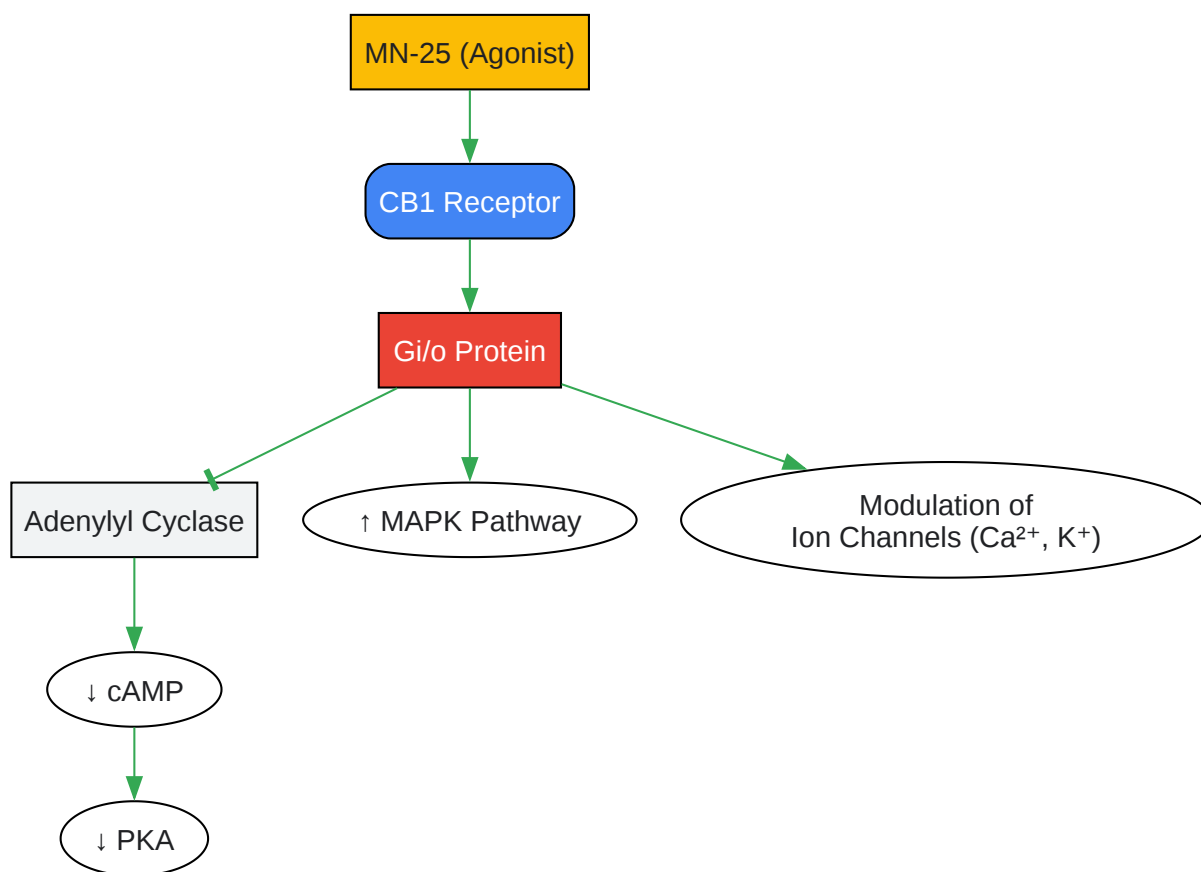 MN-25 (Agonist)
CB1 Receptor
Gi/o Protein
Adenylyl Cyclase
↑ MAPK Pathway
Modulation of
Ion Channels (Ca²⁺, K⁺)
↓ cAMP
↓ PKA